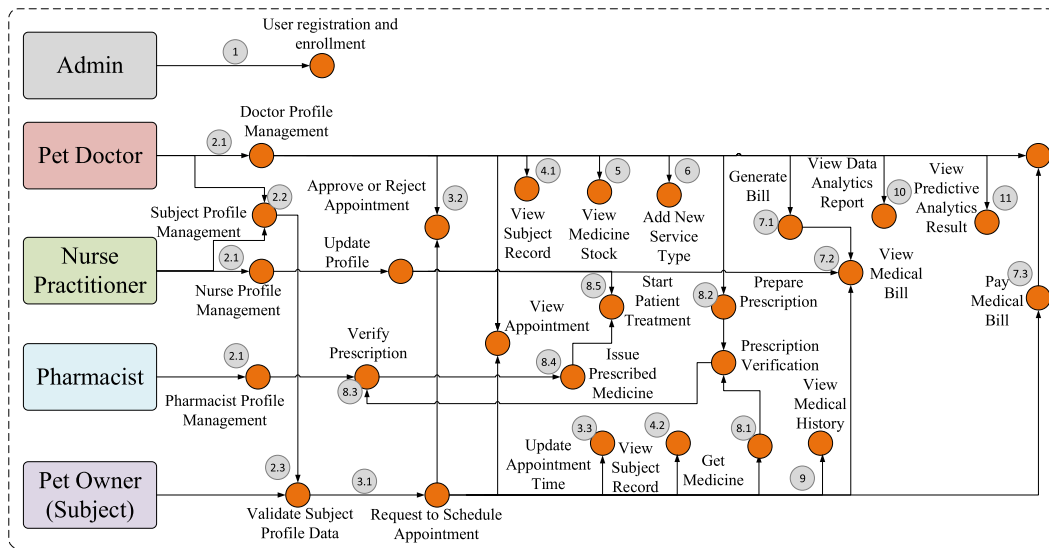 User registration and
enrollment
1
Admin
Doctor Profile
Management
2.1
Pet Doctor
2.2
Subject Profile
Management
Approve or Reject
Appointment
3.2
4.1
View
Subject
Record
5
View
Medicine
Stock
6
Add New
Service
Type
Generate
Bill
7.1
View Data
Analytics
Report
10
View
Predictive
Analytics
Result
11
Nurse
Practitioner
2.1
Nurse Profile
Management
Update
Profile
8.5
Start
Patient
Treatment
8.2
Prepare
Prescription
7.2
View
Medical
Bill
7.3
Pay
Medical
Bill
View
Appointment
Pharmacist
2.1
Pharmacist Profile
Management
Verify
Prescription
8.3
8.4
Issue
Prescribed
Medicine
Prescription
Verification
View
Medical
History
Pet Owner
(Subject)
2.3
Validate Subject
Profile Data
3.1
Request to Schedule
Appointment
3.3
Update
Appointment
Time
4.2
View
Subject
Record
8.1
Get
Medicine
9